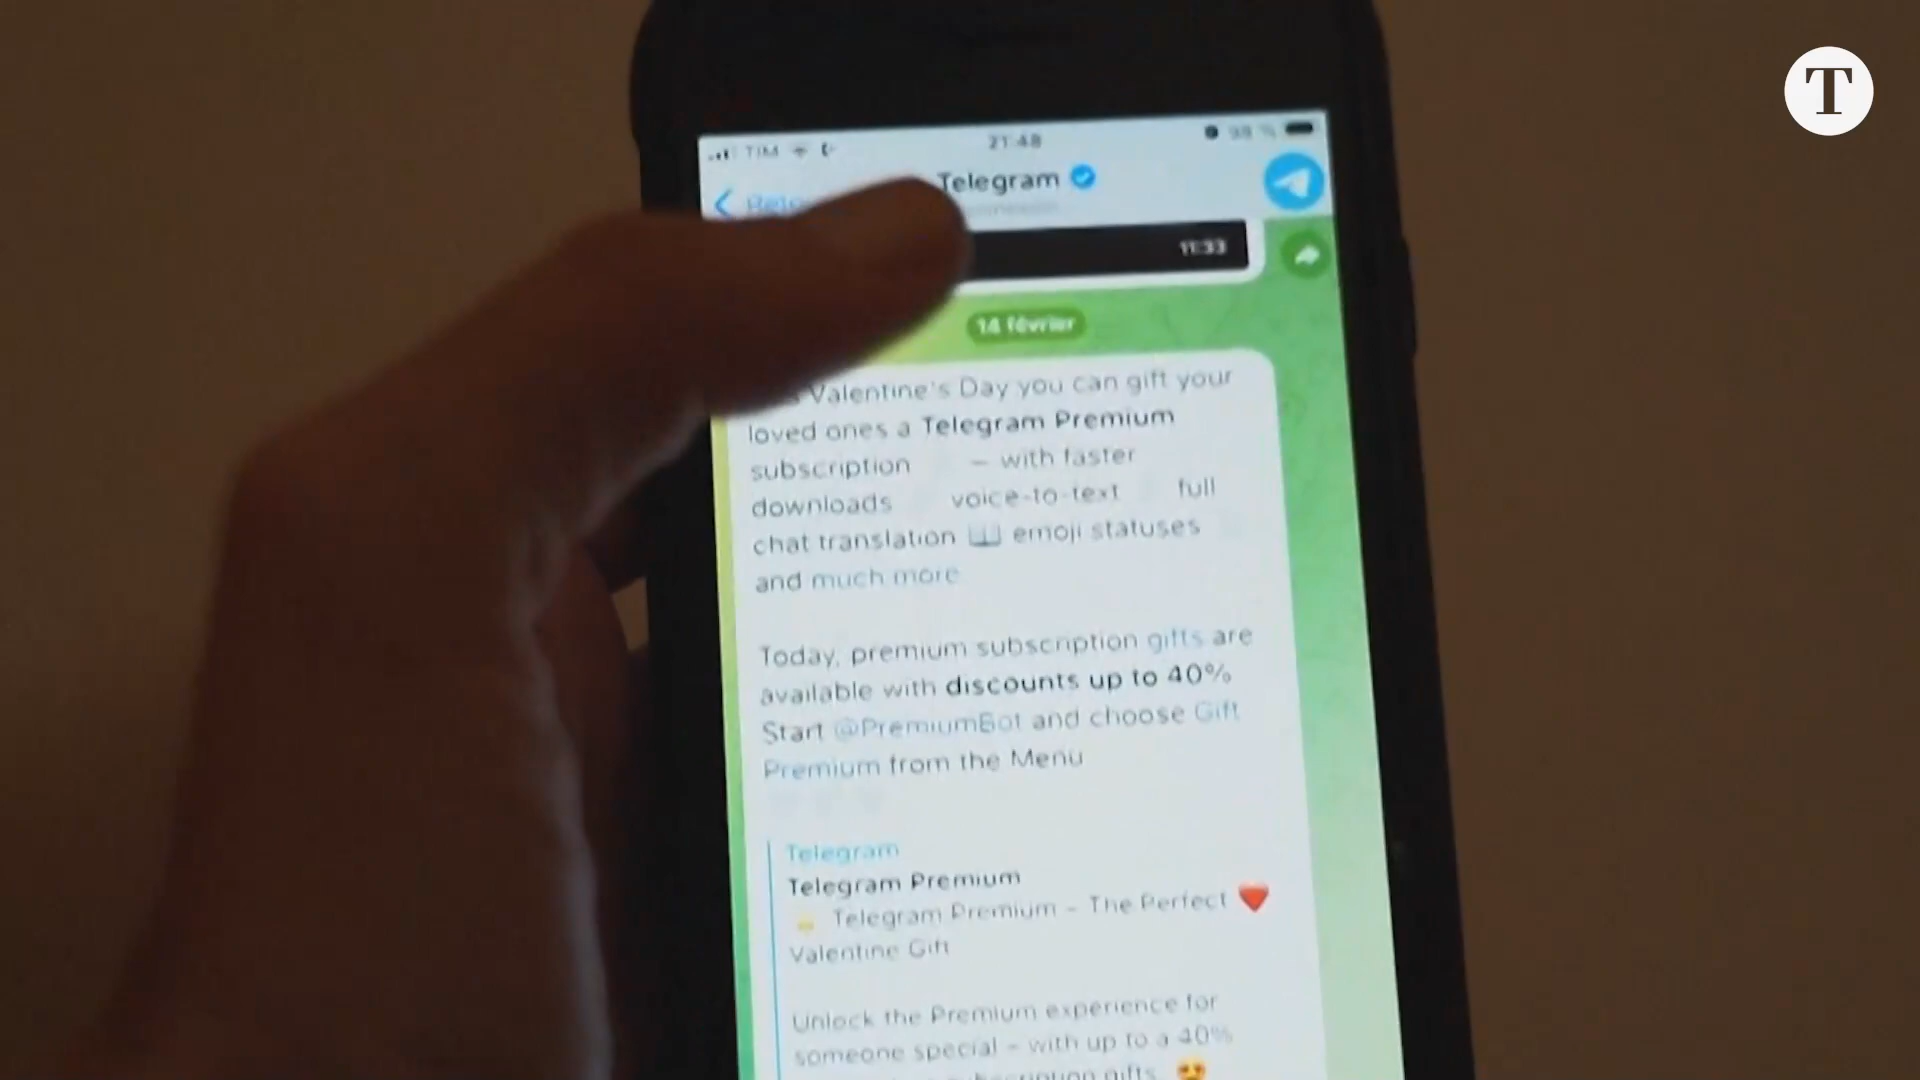 T
TIM 21:48 98 %
Telegram
11:33
14 février
Valentine's Day you can gift your
loved ones a Telegram Premium
subscription – with faster
downloads voice-to-text full
chat translation emoji statuses
and much more
Today, premium subscription gifts are
available with discounts up to 40%
Start @PremiumBot and choose Gift
Premium from the Menu
Telegram
Telegram Premium
Telegram Premium – The Perfect
Valentine Gift
Unlock the Premium experience for
someone special – with up to a 40%
gifts